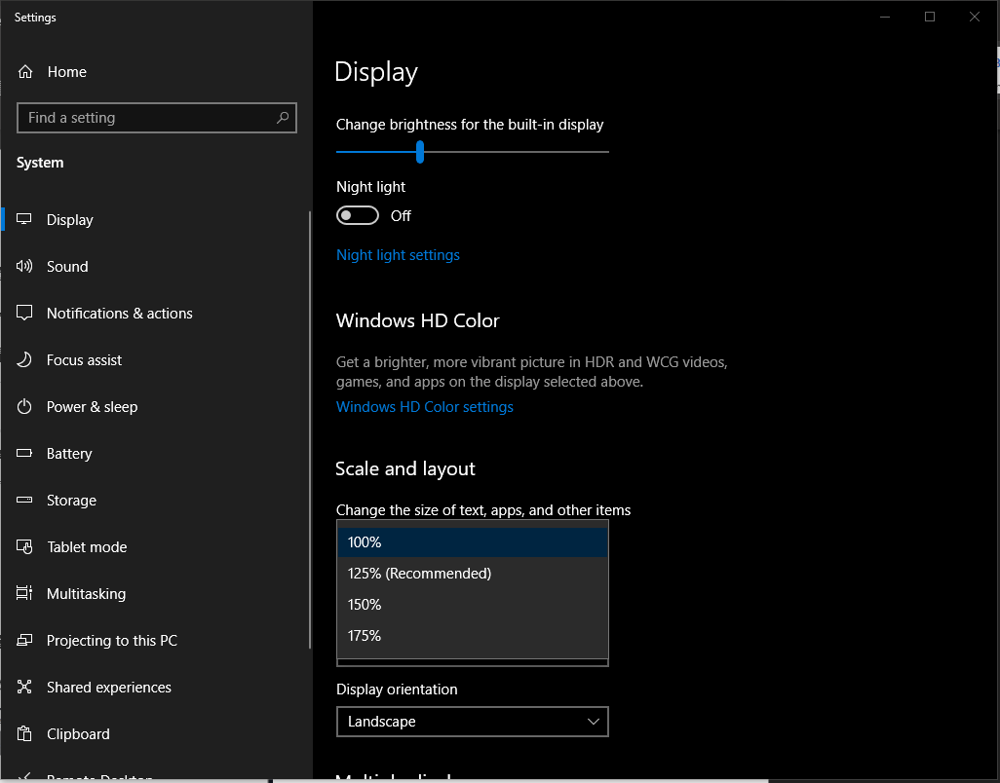 Settings
Home
Find a setting
System
Display
Sound
Notifications & actions
Focus assist
Power & sleep
Battery
Storage
Tablet mode
Multitasking
Projecting to this PC
Shared experiences
Clipboard
Remote Desktop
Display
Change brightness for the built-in display
Night light
Off
Night light settings
Windows HD Color
Get a brighter, more vibrant picture in HDR and WCG videos,
games, and apps on the display selected above.
Windows HD Color settings
Scale and layout
Change the size of text, apps, and other items
100%
125% (Recommended)
150%
175%
Display orientation
Landscape